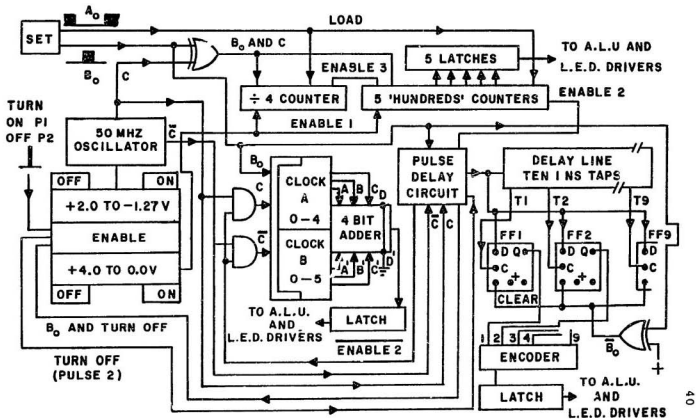 A₀
LOAD
SET
B₀
C
B₀ AND C
5 LATCHES
TO A.L.U AND
L.E.D. DRIVERS
ENABLE 3
÷ 4 COUNTER
5 'HUNDREDS' COUNTERS
ENABLE 2
ENABLE 1
TURN
ON P1
OFF P2
50 MHZ
OSCILLATOR
C̅
OFF
ON
+2.0 TO -1.27V
ENABLE
+4.0 TO 0.0V
OFF
ON
B₀
C
C̅
CLOCK
A
0-4
CLOCK
B
0-5
A B C D
4 BIT
ADDER
A' B' C' D'
PULSE
DELAY
CIRCUIT
C̅
C
DELAY LINE
TEN 1 NS TAPS
T1
T2
T9
FF1
FF2
FF9
D Q
C
+
CLEAR
D Q
C
+
D
C
TO A.L.U.
AND
L.E.D. DRIVERS
LATCH
E̅N̅A̅B̅L̅E̅ ̅2̅
B₀ AND TURN OFF
TURN OFF
(PULSE 2)
1 2 3 4 9
ENCODER
B̅₀
+
LATCH
TO A.L.U.
AND
L.E.D. DRIVERS
40